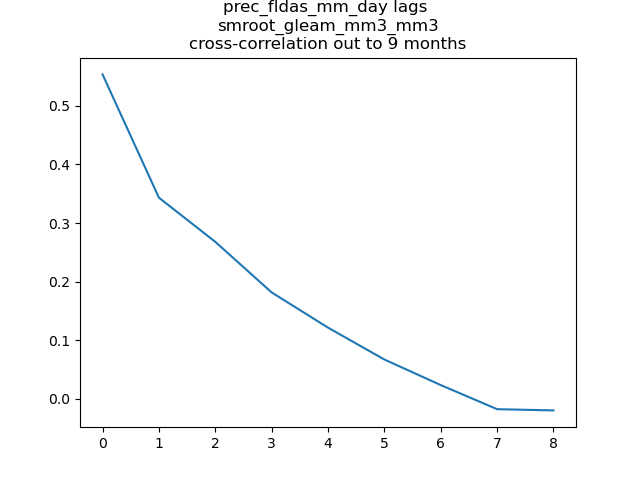 prec_fldas_mm_day lags
smroot_gleam_mm3_mm3
cross-correlation out to 9 months
0.5
0.4
0.3
0.2
0.1
0.0
0 1 2 3 4 5 6 7 8